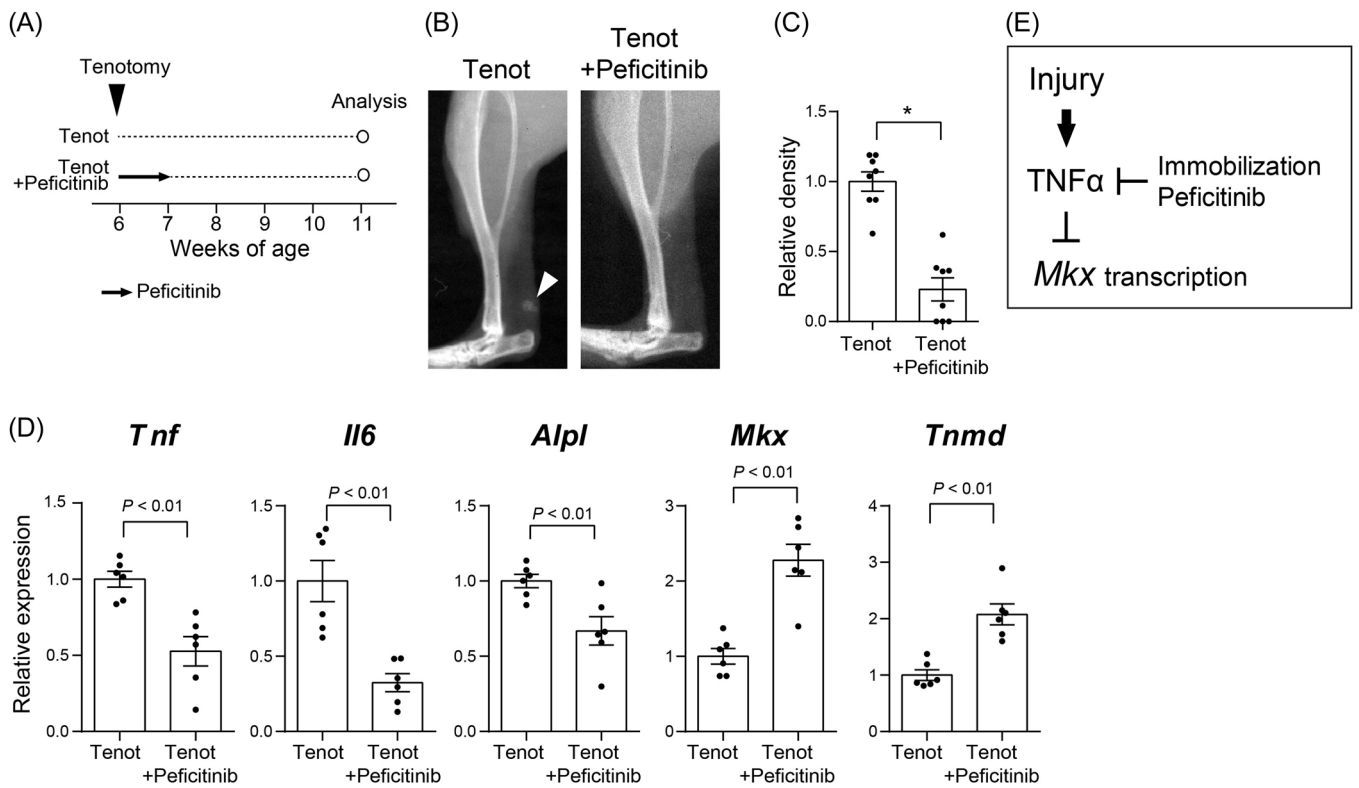 (A)
Tenotomy
Analysis
Tenot
Tenot
+Peficitinib
6 7 8 9 10 11
Weeks of age
Peficitinib
(B)
Tenot
Tenot
+Peficitinib
(C)
Relative density
1.5
1.0
0.5
0.0
*
Tenot
Tenot
+Peficitinib
(E)
Injury
TNFα
Immobilization
Peficitinib
Mkx transcription
(D)
Relative expression
Tnf
P < 0.01
1.5
1.0
0.5
0.0
Tenot
Tenot
+Peficitinib
Il6
P < 0.01
1.5
1.0
0.5
0.0
Tenot
Tenot
+Peficitinib
Alpl
P < 0.01
1.5
1.0
0.5
0.0
Tenot
Tenot
+Peficitinib
Mkx
P < 0.01
3
2
1
0
Tenot
Tenot
+Peficitinib
Tnmd
P < 0.01
4
3
2
1
0
Tenot
Tenot
+Peficitinib